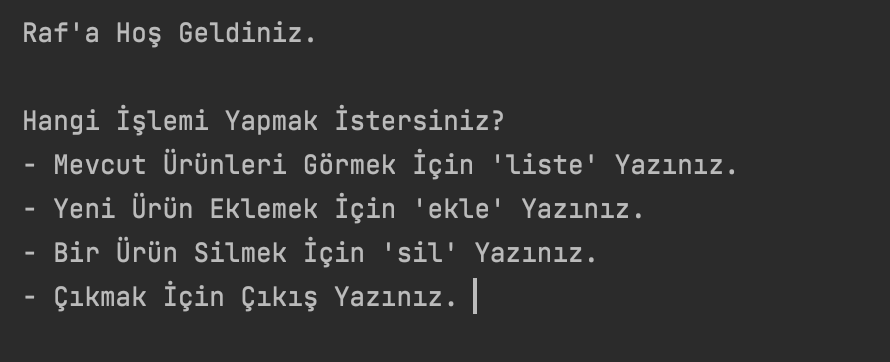 Raf'a Hoş Geldiniz.
Hangi İşlemi Yapmak İstersiniz?
- Mevcut Ürünleri Görmek İçin 'liste' Yazınız.
- Yeni Ürün Eklemek İçin 'ekle' Yazınız.
- Bir Ürün Silmek İçin 'sil' Yazınız.
- Çıkmak İçin Çıkış Yazınız.